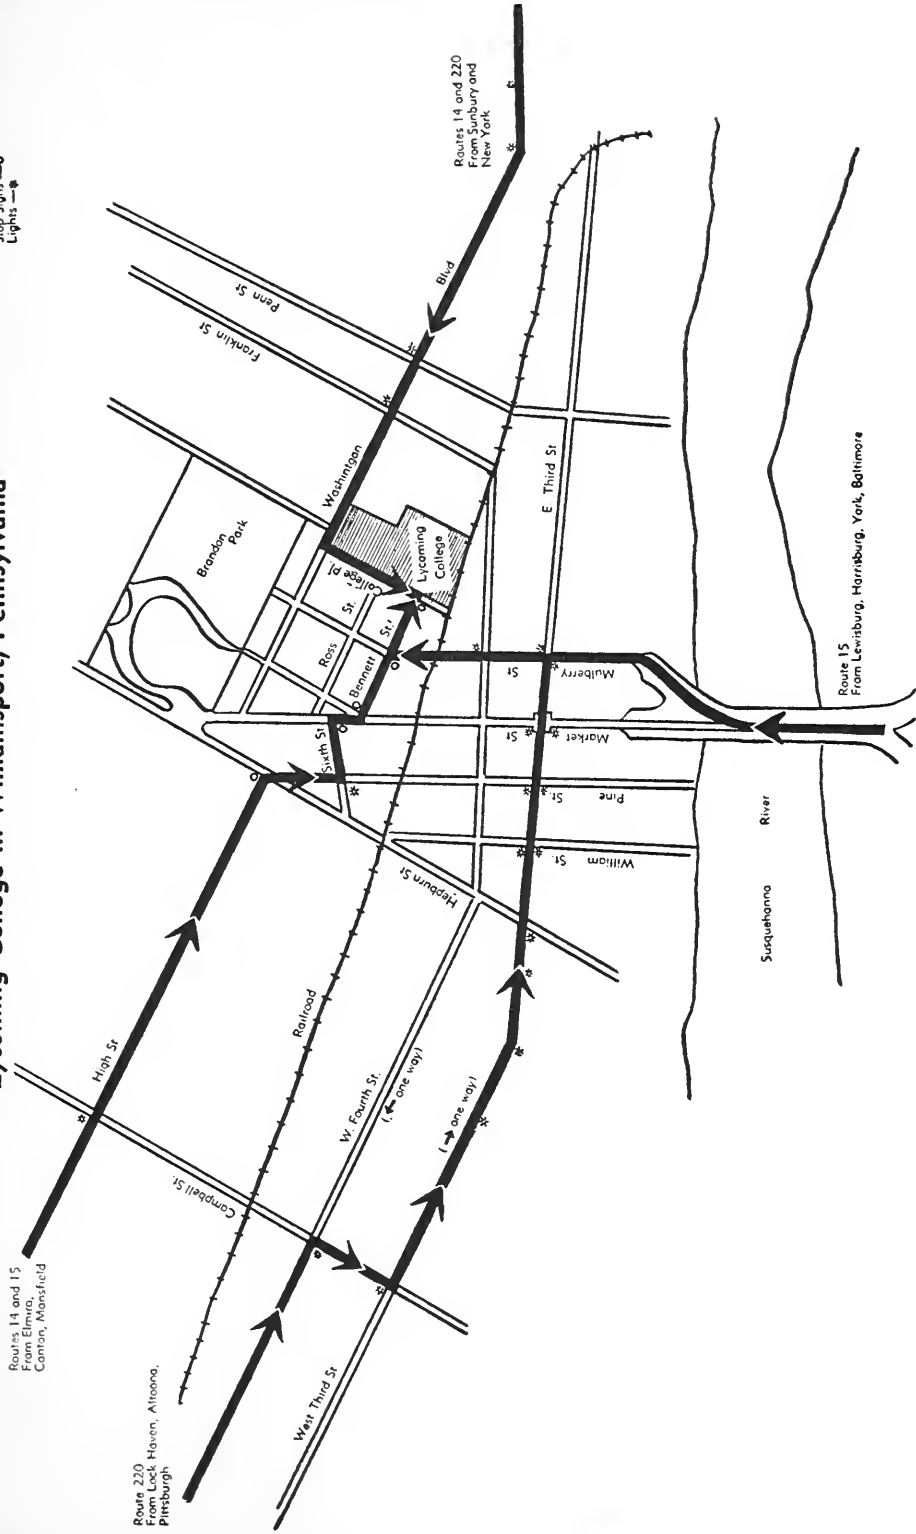 Lycoming College in Williamsport, Pennsylvania
Stop Signs—o
Lights—*
Routes 14 and 220
From Sunbury and
New York
Penn St
Franklin St
Blvd
Washintgan
Brandon
Park
College Pl.
Lycoming
College
E. Third St
Ross St.
Bennett St.
Sixth St
Mulberry St
Market St
Pine St.
William St.
Hepburn St
Route 15
From Lewisburg, Harrisburg, York, Baltimore
Susquehanna River
High St
Railroad
W. Fourth St.
(← one way)
(→ one way)
Campbell St.
Routes 14 and 15
From Elmira,
Canton, Mansfield
Route 220
From Lock Haven, Altoona,
Pittsburgh
West Third St